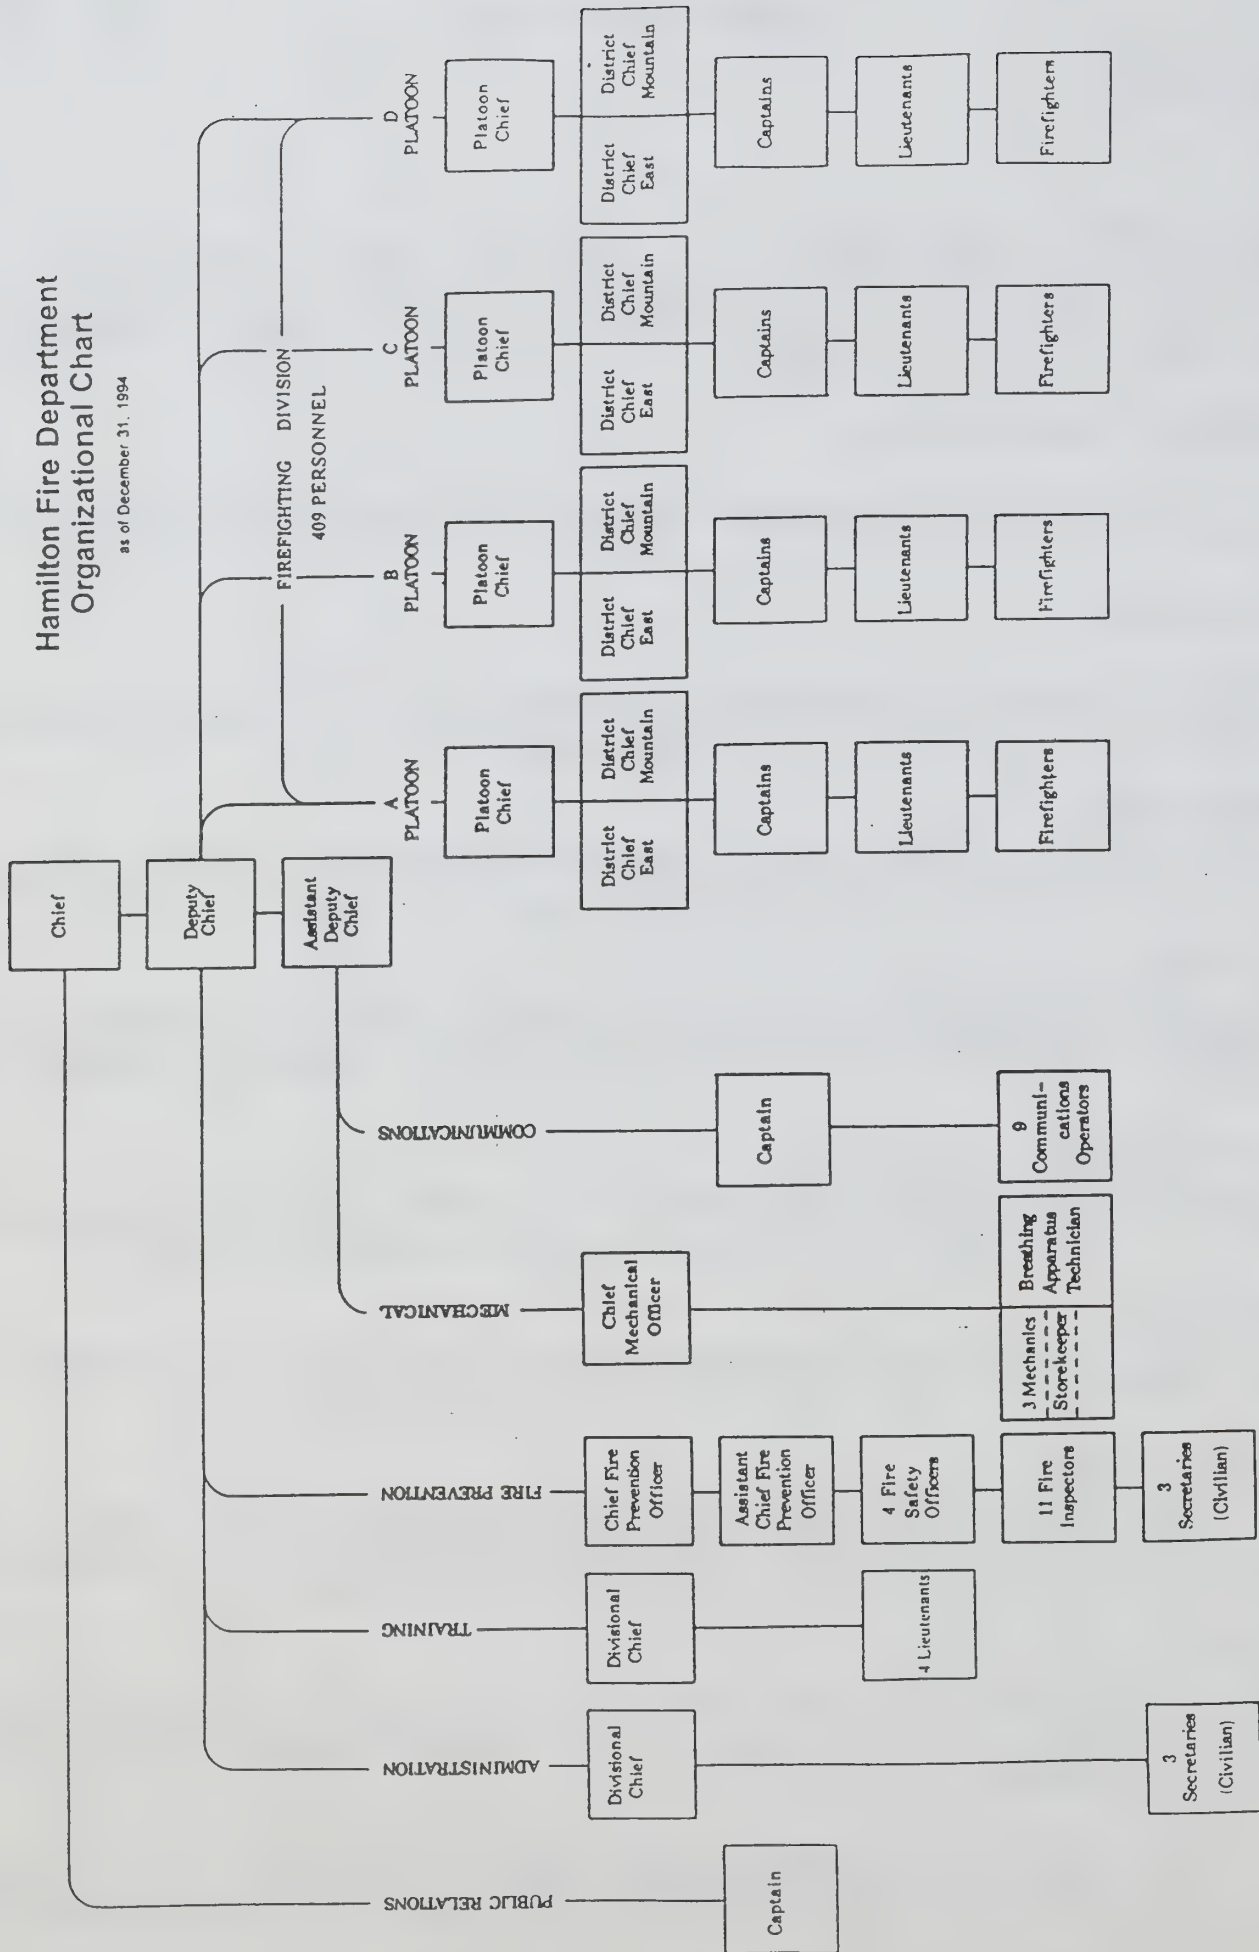 Hamilton Fire Department
Organizational Chart
as of December 31, 1994
Chief
Deputy
Chief
Assistant
Deputy
Chief
FIREFIGHTING DIVISION
409 PERSONNEL
PUBLIC RELATIONS
Captain
ADMINISTRATION
Divisional
Chief
3
Secretaries
(Civilian)
TRAINING
Divisional
Chief
4 Lieutenants
FIRE PREVENTION
Chief Fire
Prevention
Officer
Assistant
Chief Fire
Prevention
Officer
4 Fire
Safety
Officers
11 Fire
Inspectors
3
Secretaries
(Civilian)
MECHANICAL
Chief
Mechanical
Officer
3 Mechanics
Storekeeper
Breathing
Apparatus
Technician
COMMUNICATIONS
Captain
9
Communi-
cations
Operators
A
PLATOON
Platoon
Chief
District
Chief
East
District
Chief
Mountain
Captains
Lieutenants
Firefighters
B
PLATOON
Platoon
Chief
District
Chief
East
District
Chief
Mountain
Captains
Lieutenants
Firefighters
C
PLATOON
Platoon
Chief
District
Chief
East
District
Chief
Mountain
Captains
Lieutenants
Firefighters
D
PLATOON
Platoon
Chief
District
Chief
East
District
Chief
Mountain
Captains
Lieutenants
Firefighters